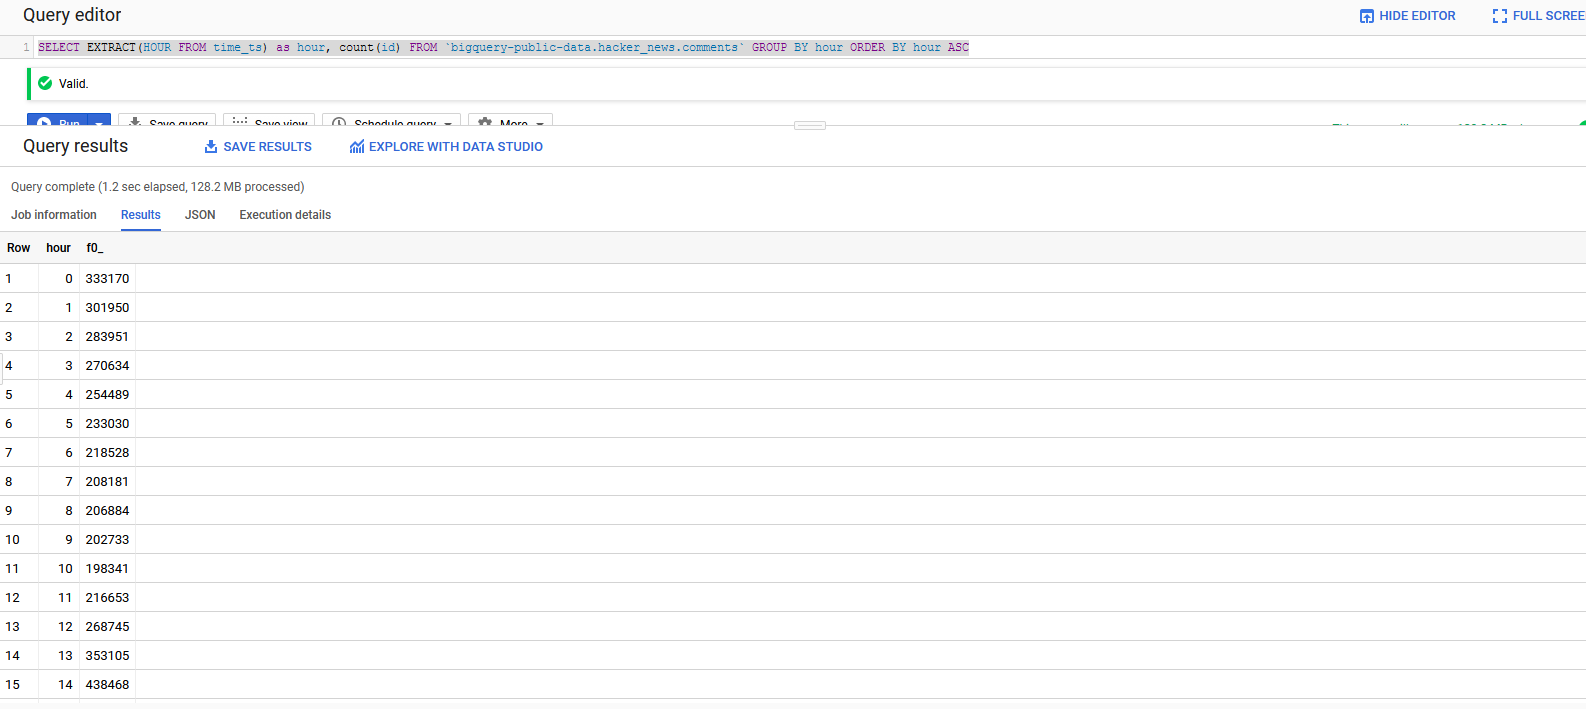 Query editor HIDE EDITOR FULL SCREE
1 SELECT EXTRACT(HOUR FROM time_ts) as hour, count(id) FROM `bigquery-public-data.hacker_news.comments` GROUP BY hour ORDER BY hour ASC
Valid.
Run Save query Save view Schedule query More
Query results SAVE RESULTS EXPLORE WITH DATA STUDIO
Query complete (1.2 sec elapsed, 128.2 MB processed)
Job information Results JSON Execution details
Row hour f0_
1 0 333170
2 1 301950
3 2 283951
4 3 270634
5 4 254489
6 5 233030
7 6 218528
8 7 208181
9 8 206884
10 9 202733
11 10 198341
12 11 216653
13 12 268745
14 13 353105
15 14 438468